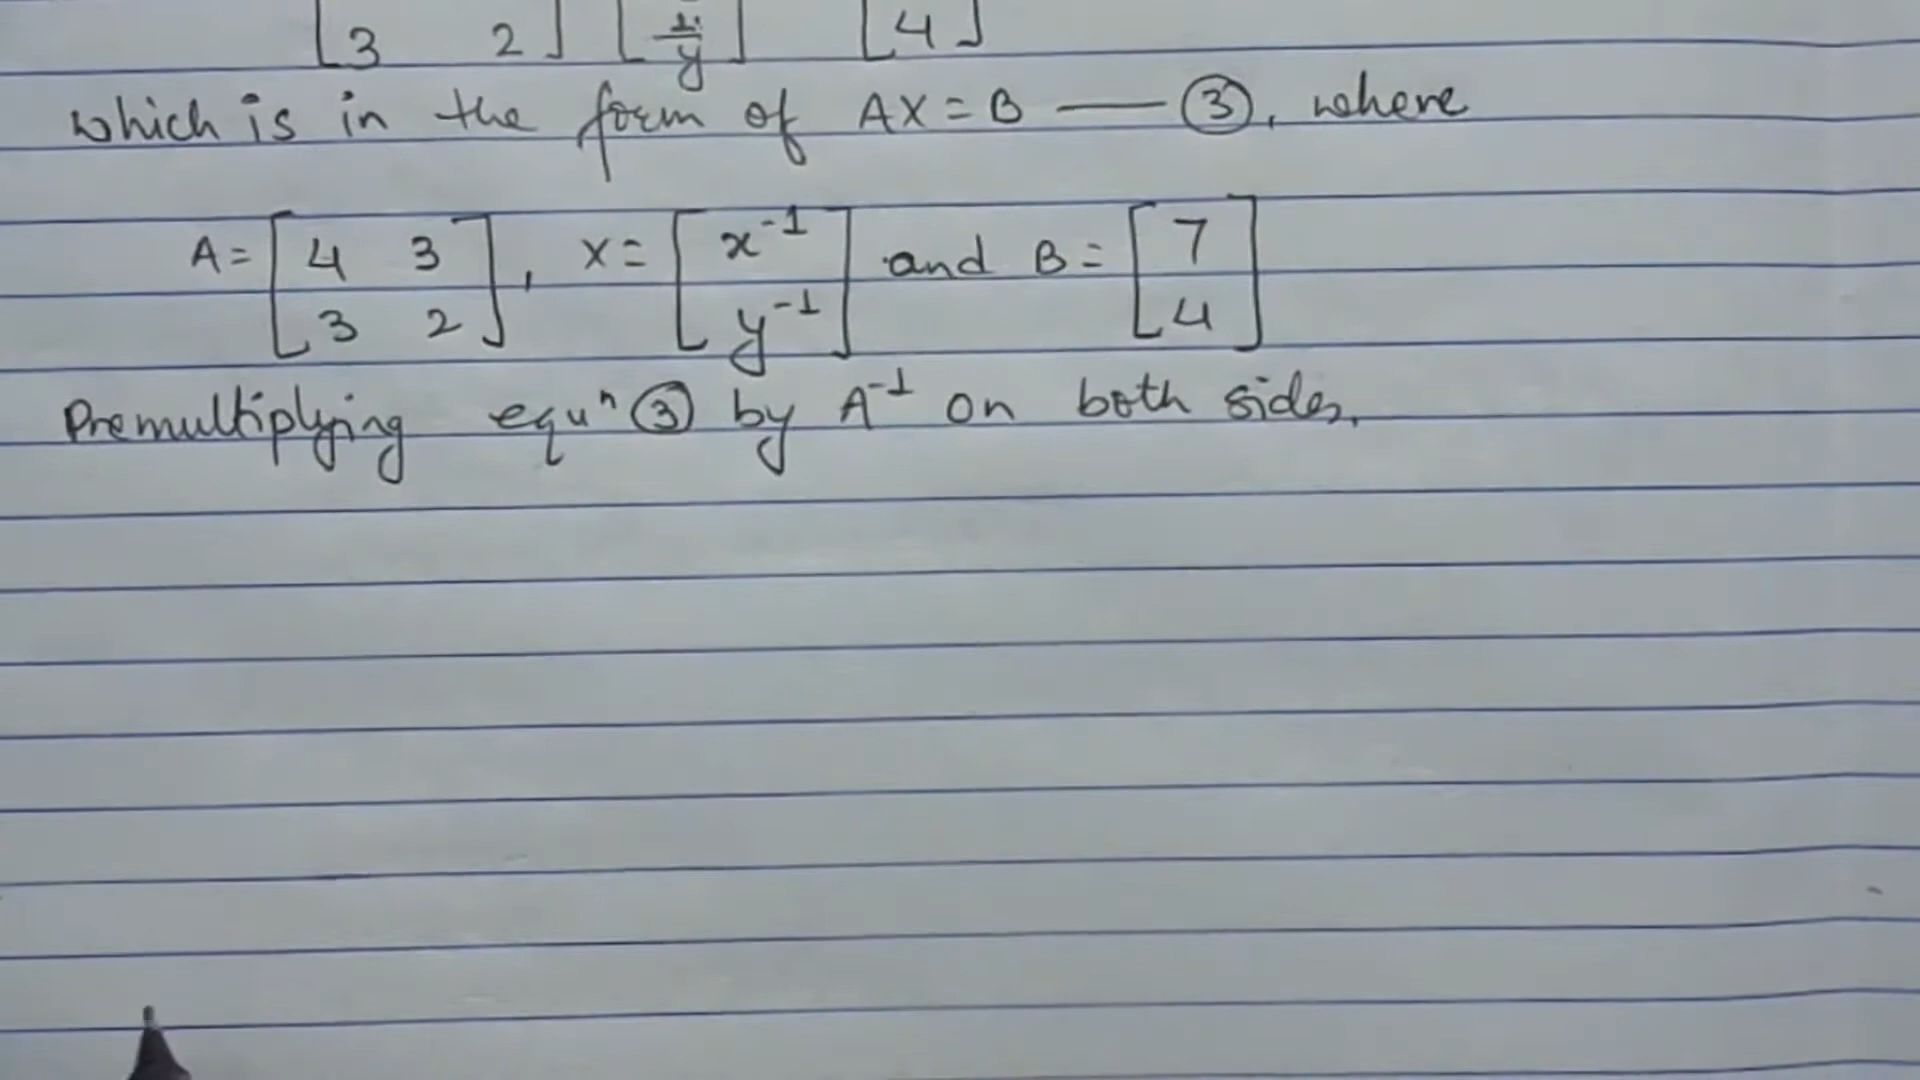 [3 2] [1/y] [4]
which is in the form of AX = B — ③, where
A = [4 3
3 2], X = [x⁻¹
y⁻¹] and B = [7
4]
Premultiplying equⁿ ③ by A⁻¹ on both sides,